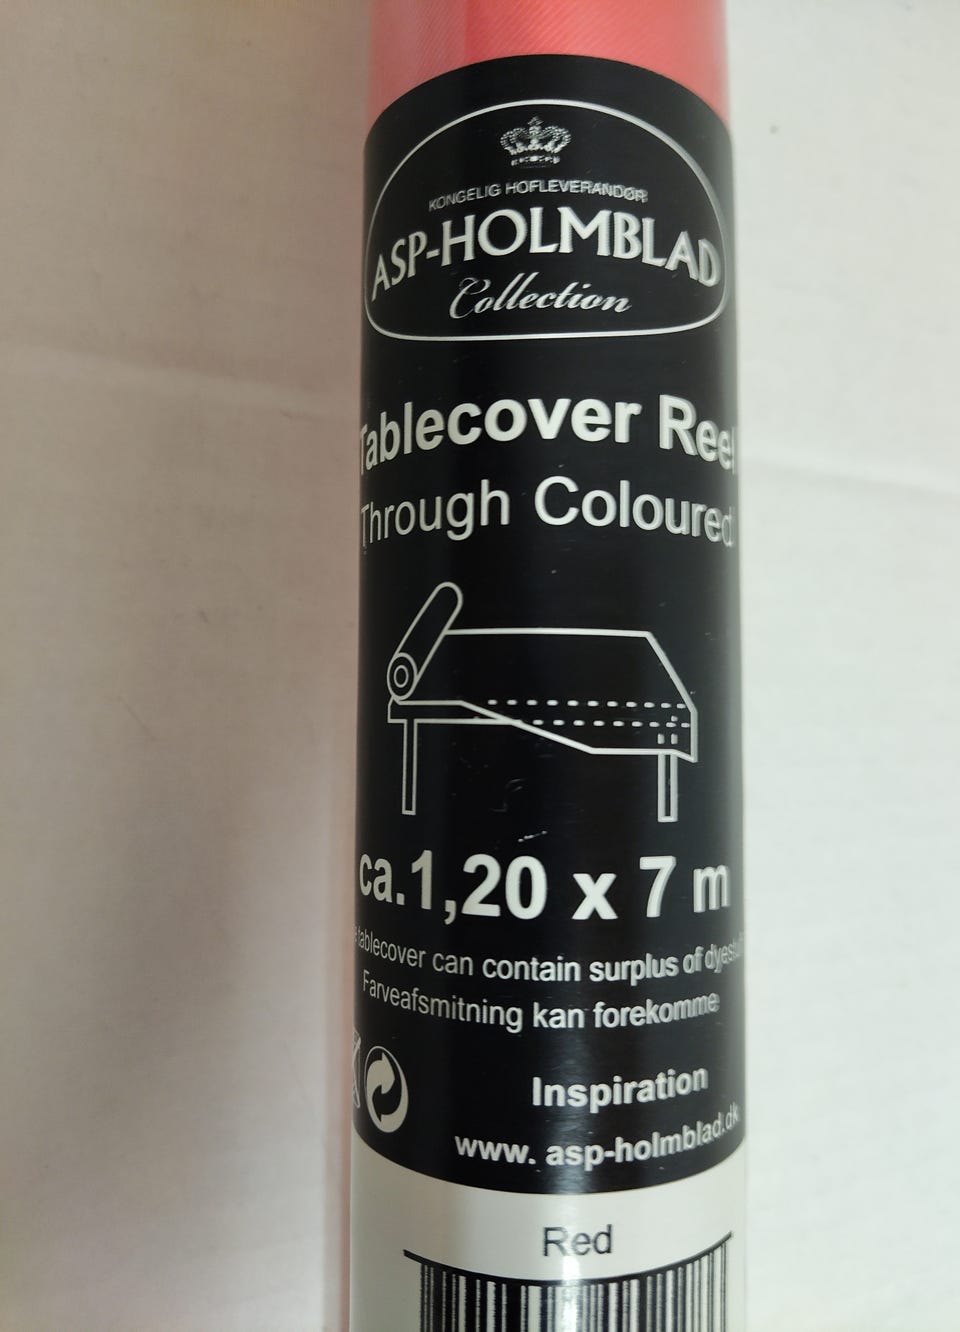 KONGELIG HOFLEVERANDØR
ASP-HOLMBLAD
Collection
Tablecover Reel
Through Coloured
ca.1,20 x 7 m
tablecover can contain surplus of
Farveafsmitning kan forekomme
Inspiration
www. asp-holmblad.dk
Red